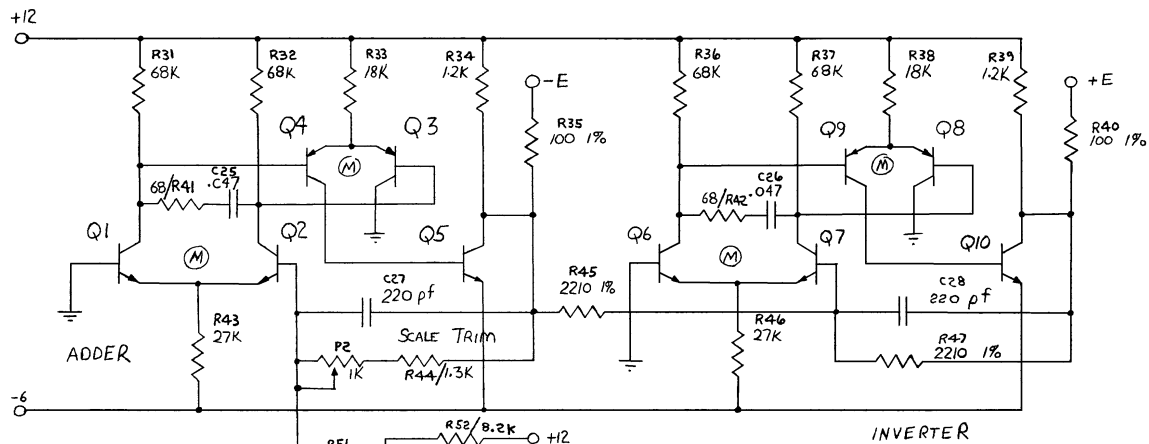 +12
R31
68K
R32
68K
R33
18K
R34
1.2K
-E
R35
100 1%
R36
68K
R37
68K
R38
18K
R39
1.2K
+E
R40
100 1%
Q4
Q3
M
Q9
Q8
M
C25
.C47
68/R41
C26
.047
68/R42
Q1
M
Q2
Q5
Q6
M
Q7
Q10
C27
220 pf
R45
2210 1%
C28
220 pf
R43
27K
SCALE TRIM
P2
1K
R44/1.3K
R46
27K
R47
2210 1%
ADDER
-6
R52/8.2K
+12
R51
INVERTER